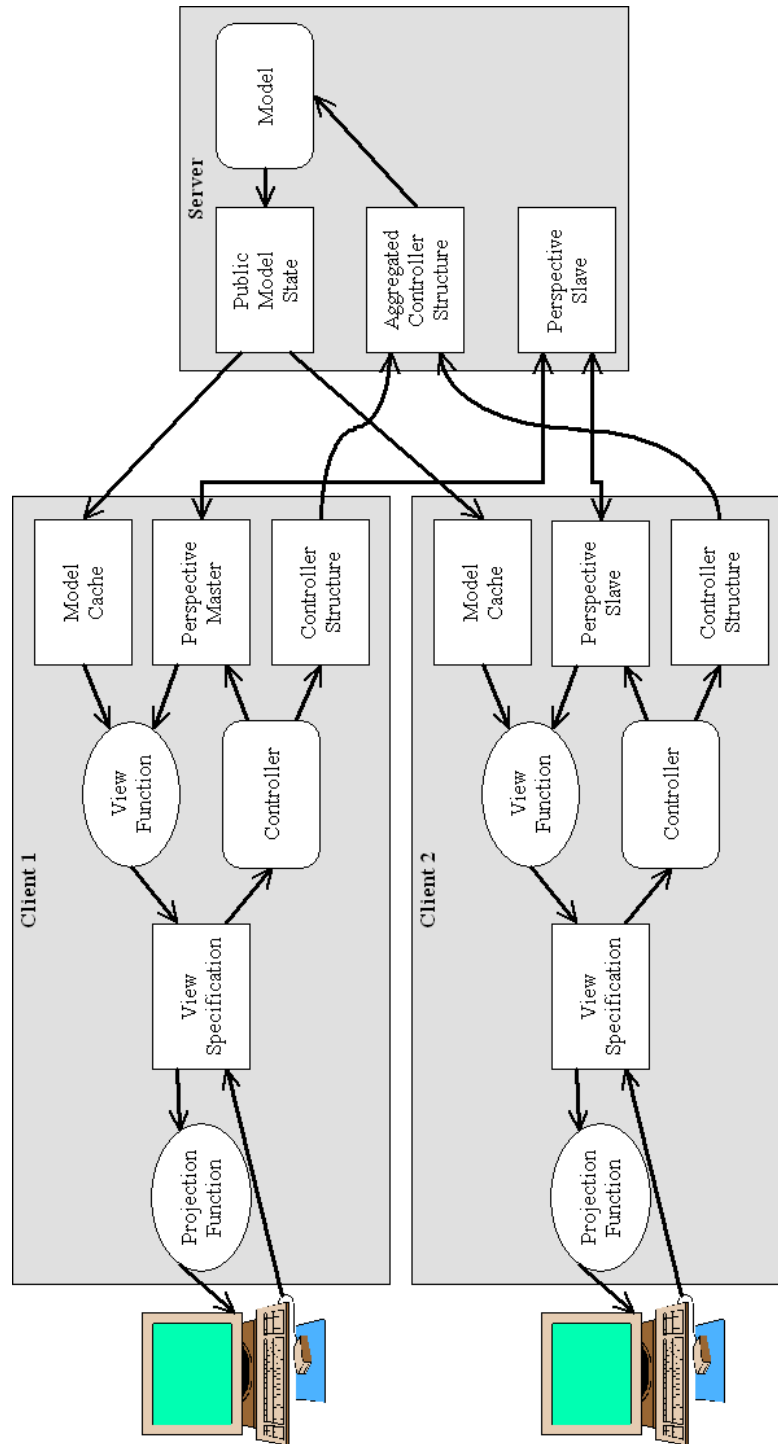 Client 1
Projection
Function
View
Specification
View
Function
Controller
Model
Cache
Perspective
Master
Controller
Structure
Client 2
Projection
Function
View
Specification
View
Function
Controller
Model
Cache
Perspective
Slave
Controller
Structure
Server
Public
Model
State
Model
Aggregated
Controller
Structure
Perspective
Slave